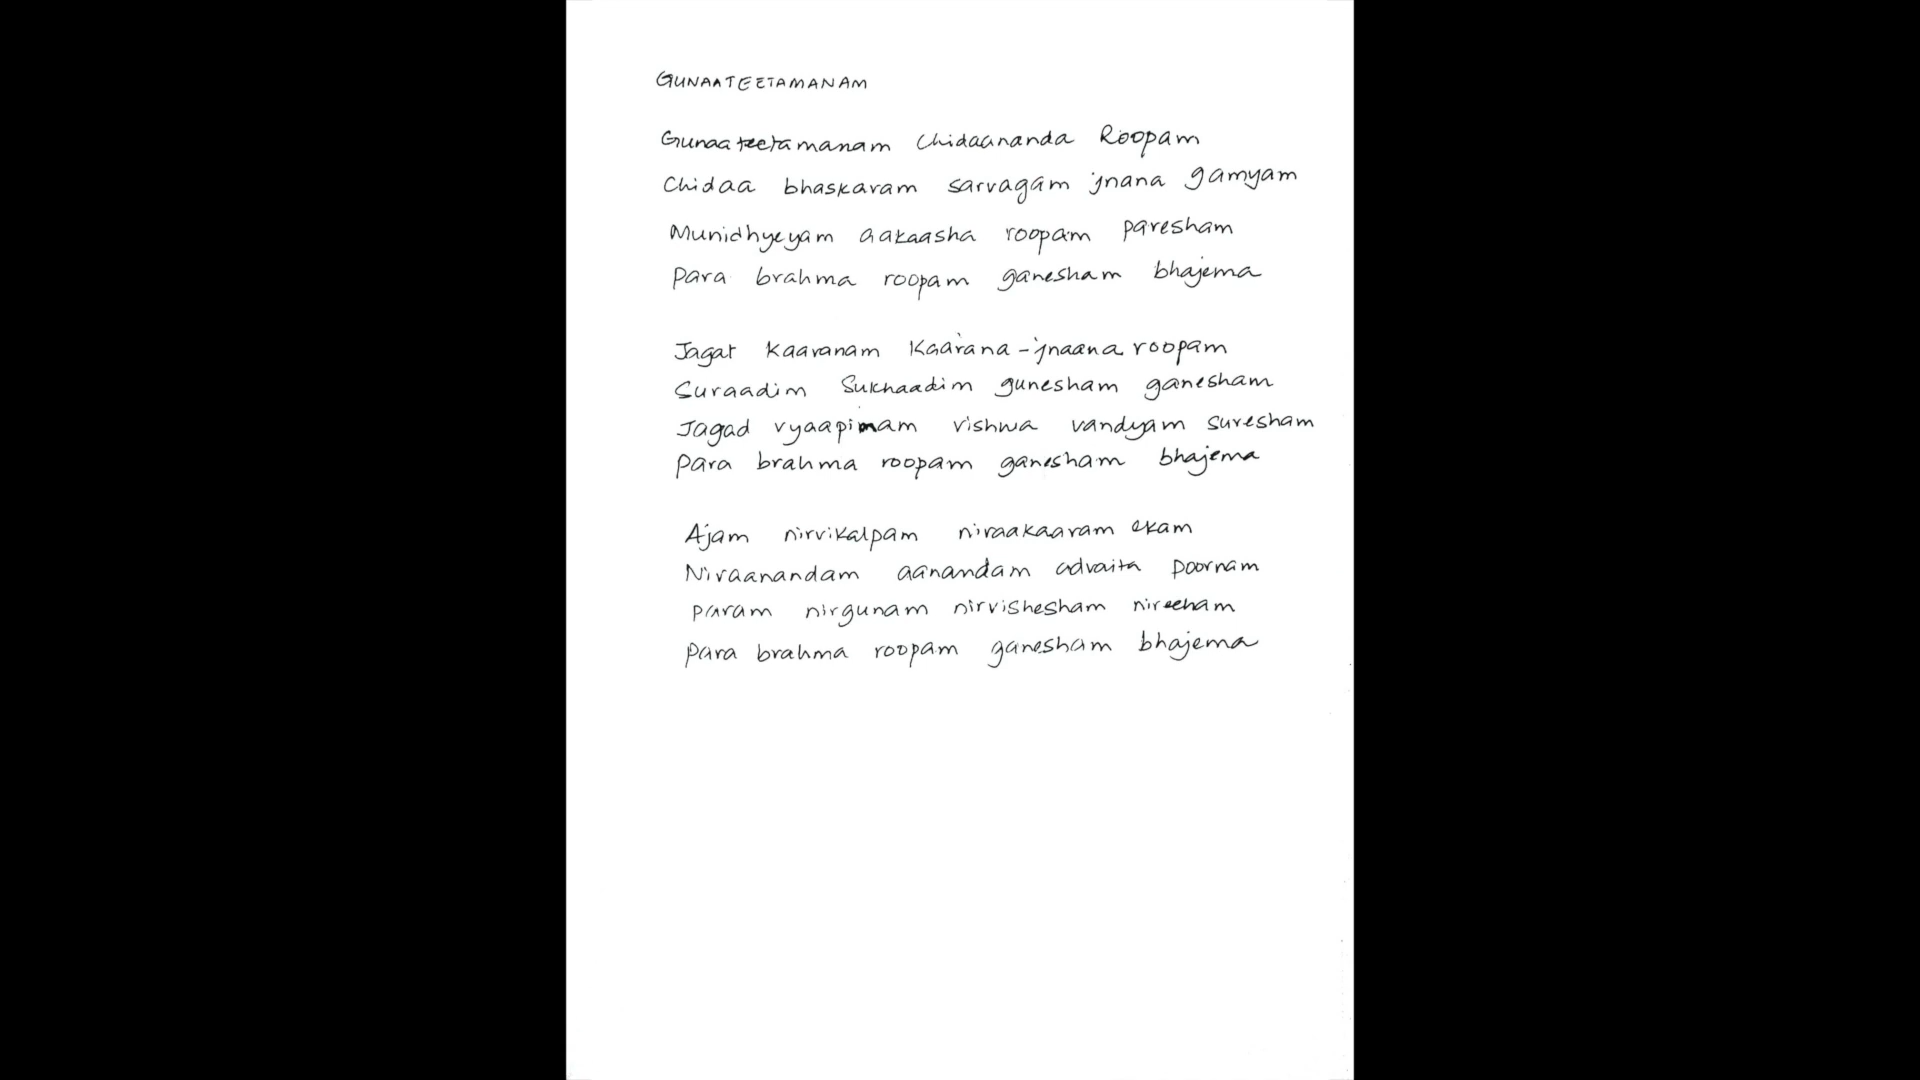 GUNAATEETAMANAM
Gunaateetamanam Chidaananda Roopam
Chidaa bhaskaram sarvagam jnana gamyam
Munidhyeyam aakaasha roopam paresham
Para brahma roopam ganesham bhajema
Jagat Kaaranam Kaarana-jnaana roopam
Suraadim Sukhaadim gunesham ganesham
Jagad vyaapinam vishwa vandyam suresham
Para brahma roopam ganesham bhajema
Ajam nirvikalpam niraakaaram ekam
Niraanandam aanandam advaita poornam
Param nirgunam nirvishesham nireeham
Para brahma roopam ganesham bhajema